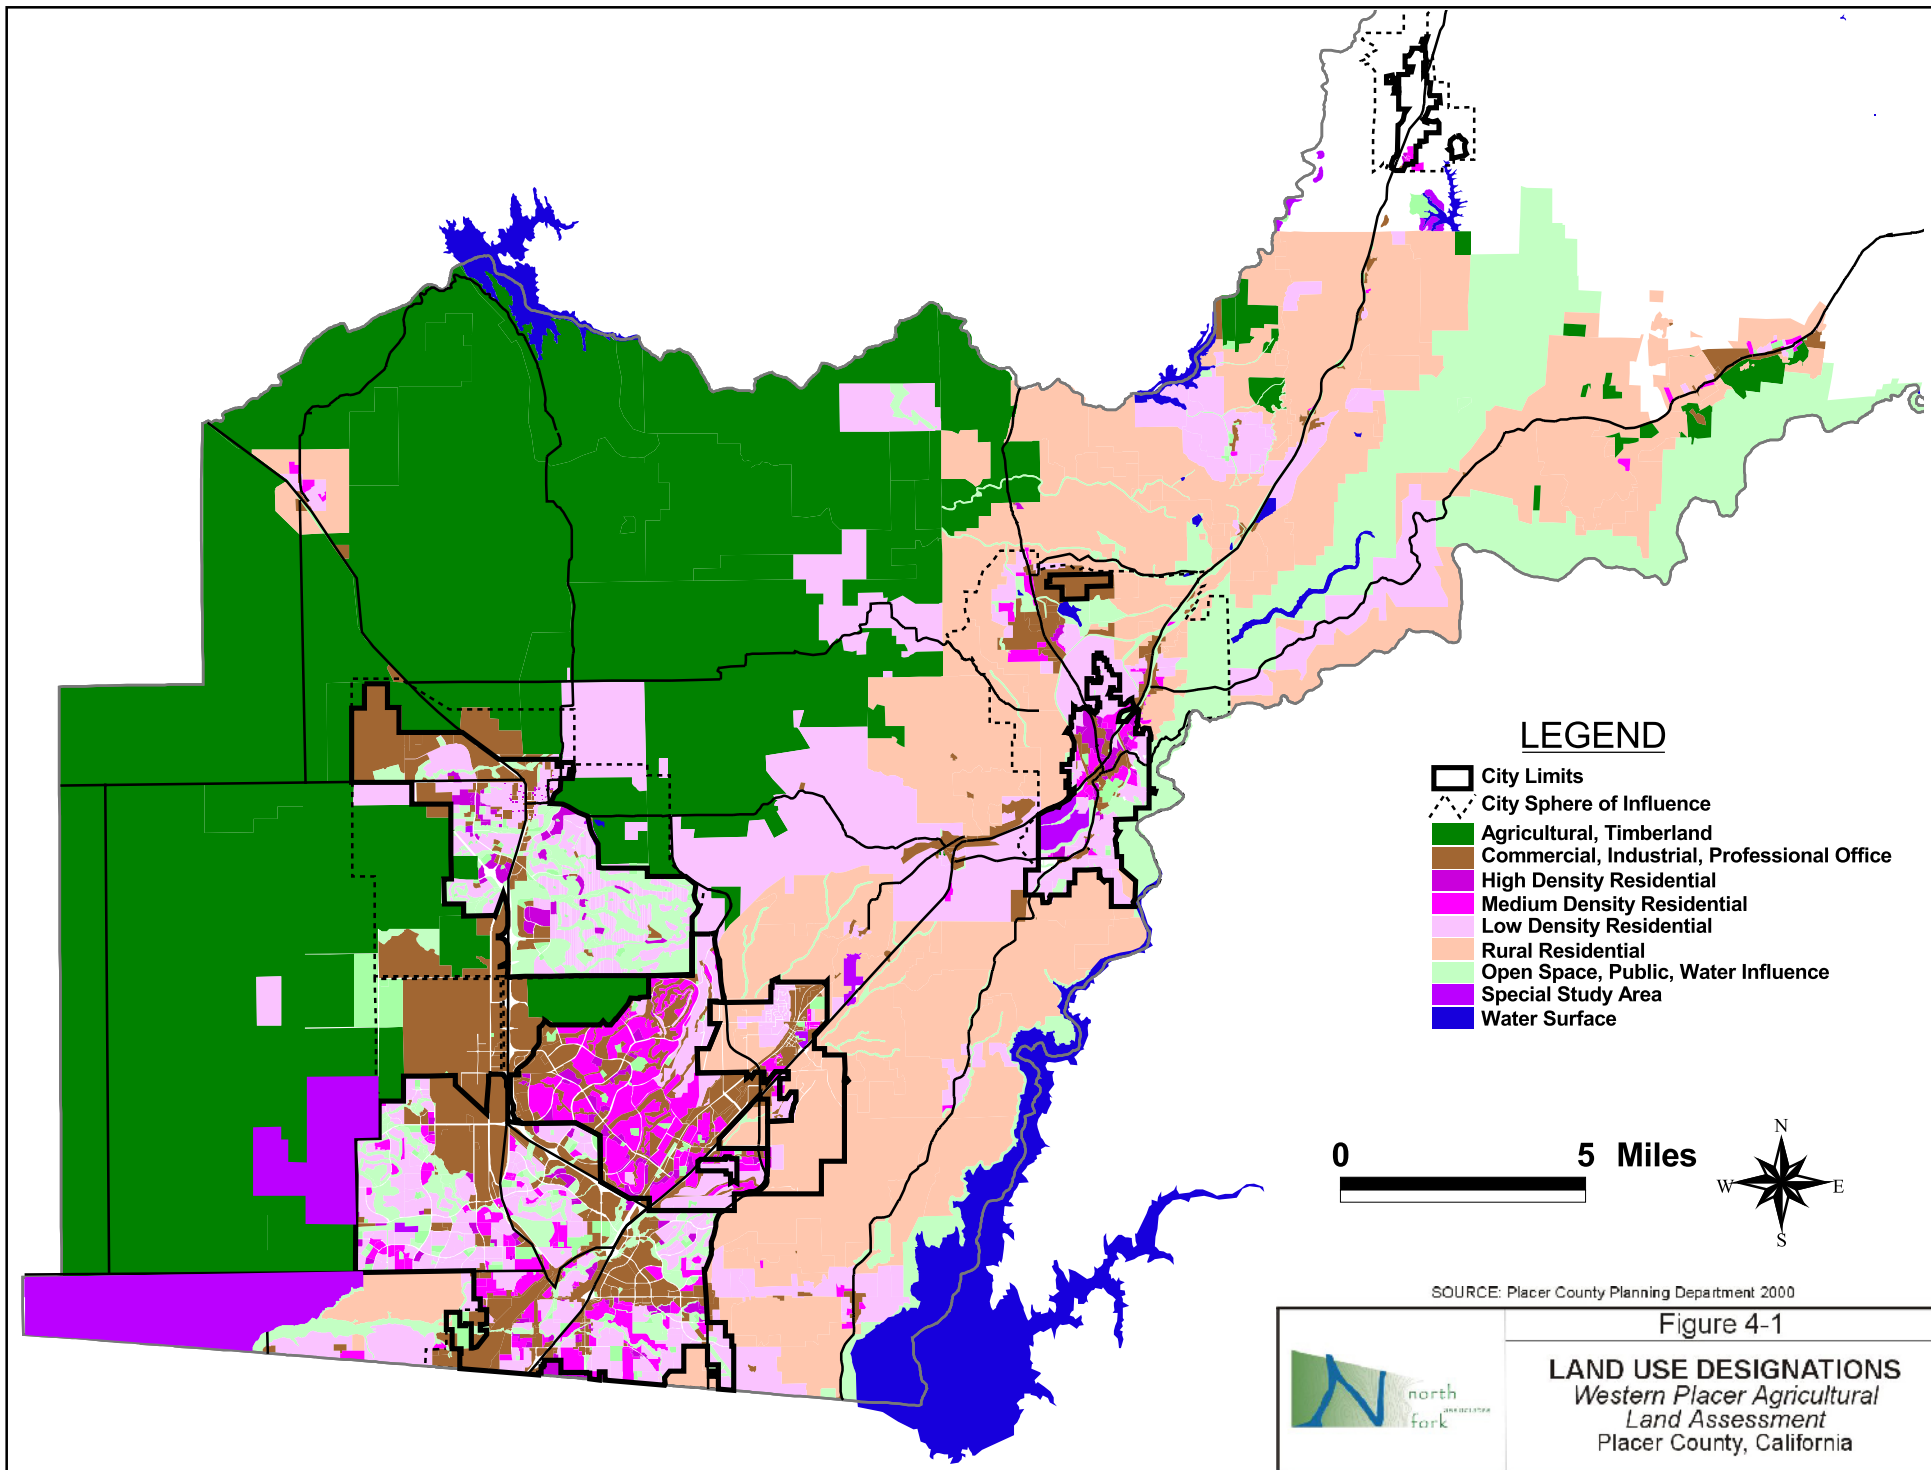 LEGEND
City Limits
City Sphere of Influence
Agricultural, Timberland
Commercial, Industrial, Professional Office
High Density Residential
Medium Density Residential
Low Density Residential
Rural Residential
Open Space, Public, Water Influence
Special Study Area
Water Surface
0 5 Miles
N
W E
S
SOURCE: Placer County Planning Department 2000
Figure 4-1
LAND USE DESIGNATIONS
Western Placer Agricultural
Land Assessment
Placer County, California
north
associates
fork